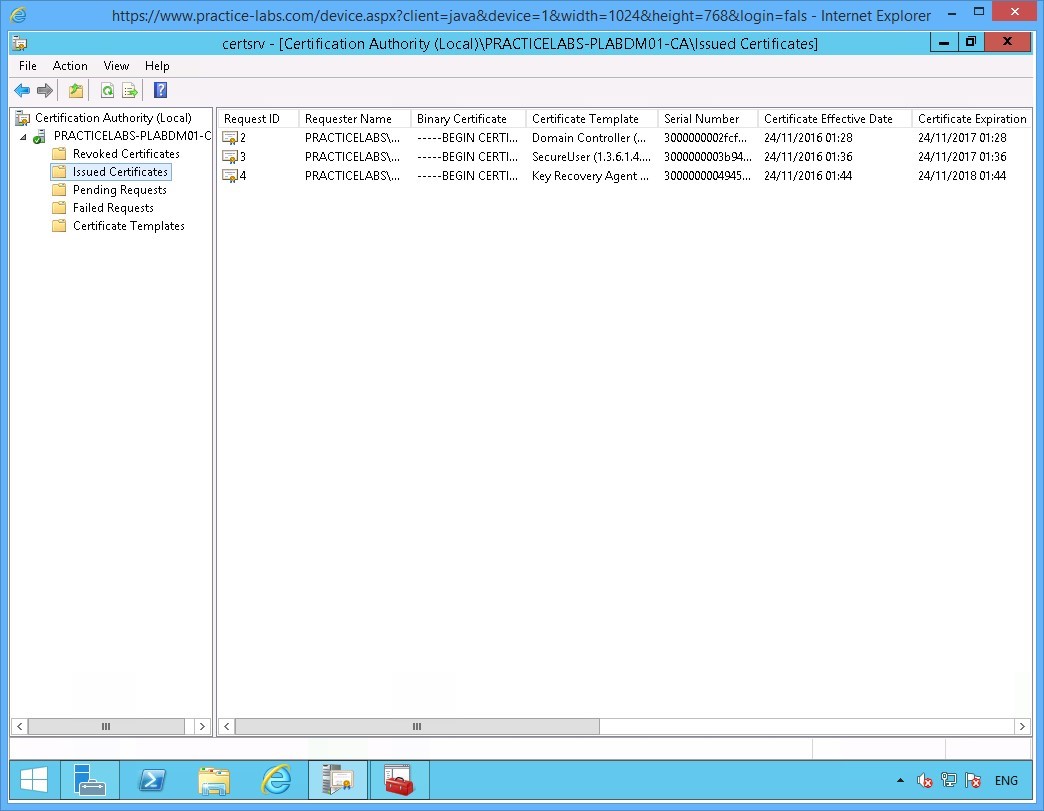 https://www.practice-labs.com/device.aspx?client=java&device=1&width=1024&height=768&login=fals - Internet Explorer
certsrv - [Certification Authority (Local)\PRACTICELABS-PLABDM01-CA\Issued Certificates]
File Action View Help
Certification Authority (Local)
PRACTICELABS-PLABDM01-C
Revoked Certificates
Issued Certificates
Pending Requests
Failed Requests
Certificate Templates
Request ID Requester Name Binary Certificate Certificate Template Serial Number Certificate Effective Date Certificate Expiration
2 PRACTICELABS\... -----BEGIN CERTI... Domain Controller (... 3000000002fcf... 24/11/2016 01:28 24/11/2017 01:28
3 PRACTICELABS\... -----BEGIN CERTI... SecureUser (1.3.6.1.4.... 3000000003b94... 24/11/2016 01:36 24/11/2017 01:36
4 PRACTICELABS\... -----BEGIN CERTI... Key Recovery Agent ... 3000000004945... 24/11/2016 01:44 24/11/2018 01:44
ENG